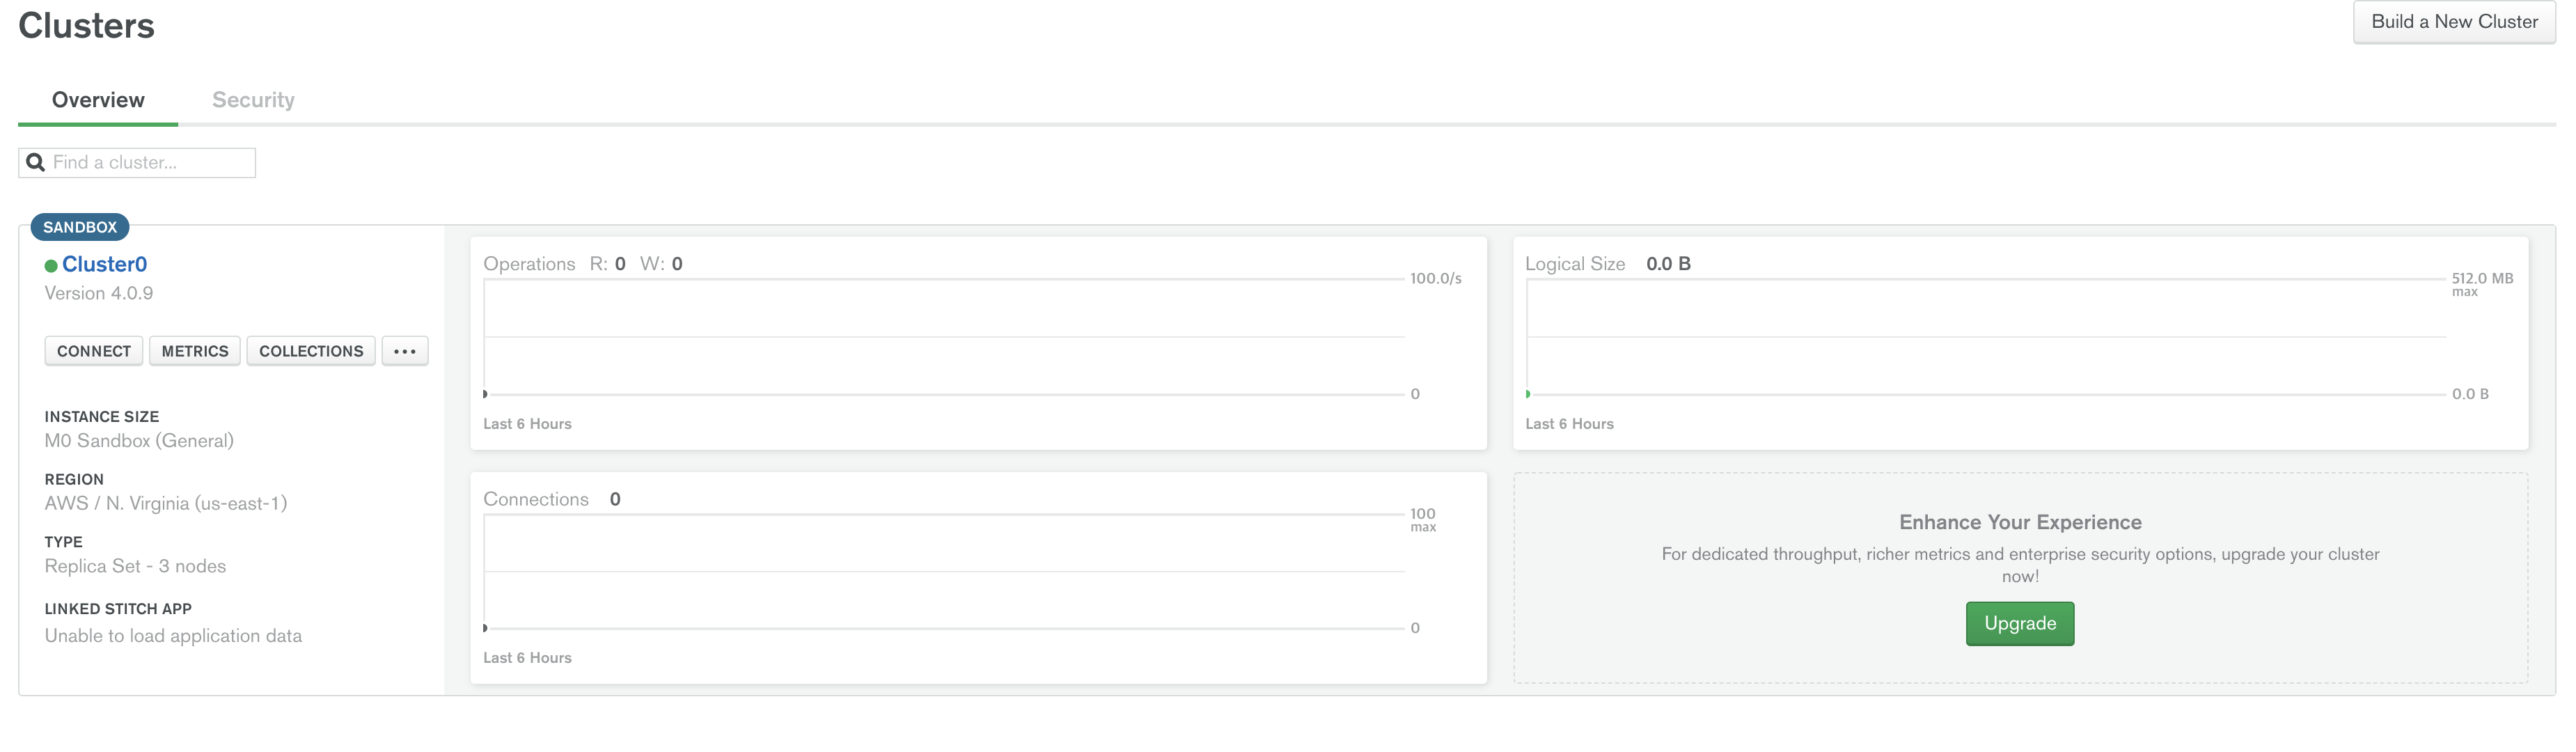 Clusters
Build a New Cluster
Overview Security
Find a cluster...
SANDBOX
Cluster0
Version 4.0.9
CONNECT METRICS COLLECTIONS ...
INSTANCE SIZE
M0 Sandbox (General)
REGION
AWS / N. Virginia (us-east-1)
TYPE
Replica Set - 3 nodes
LINKED STITCH APP
Unable to load application data
Operations R: 0 W: 0
100.0/s
0
Last 6 Hours
Logical Size 0.0 B
512.0 MB
max
0.0 B
Last 6 Hours
Connections 0
100
max
0
Last 6 Hours
Enhance Your Experience
For dedicated throughput, richer metrics and enterprise security options, upgrade your cluster
now!
Upgrade